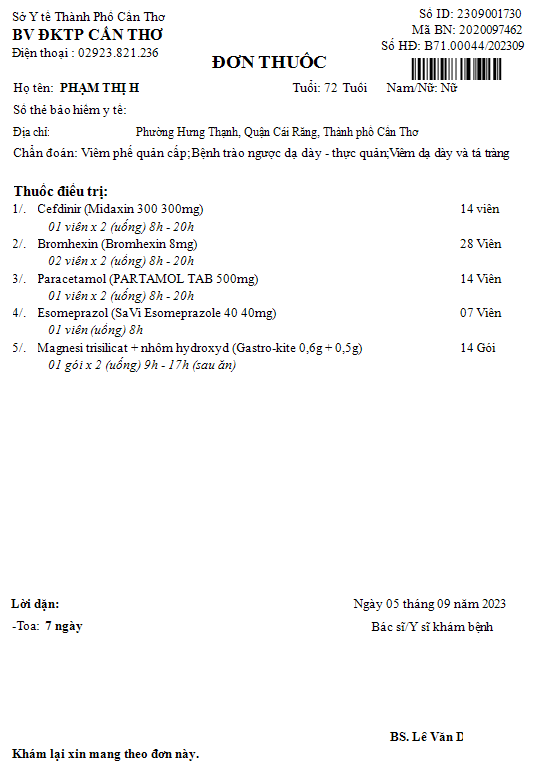 Sở Y tế Thành Phố Cần Thơ
BV ĐKTP CẦN THƠ
Điện thoại : 02923.821.236
Số ID: 2309001730
Mã BN: 2020097462
Số HĐ: B71.00044/202309
ĐƠN THUỐC
Họ tên: PHẠM THỊ H Tuổi: 72 Tuổi Nam/Nữ: Nữ
Số thẻ bảo hiểm y tế:
Địa chỉ: Phường Hưng Thạnh, Quận Cái Răng, Thành phố Cần Thơ
Chẩn đoán: Viêm phế quản cấp;Bệnh trào ngược dạ dày - thực quản;Viêm dạ dày và tá tràng
Thuốc điều trị:
1/. Cefdinir (Midaxin 300 300mg) 14 viên
01 viên x 2 (uống) 8h - 20h
2/. Bromhexin (Bromhexin 8mg) 28 Viên
02 viên x 2 (uống) 8h - 20h
3/. Paracetamol (PARTAMOL TAB 500mg) 14 Viên
01 viên x 2 (uống) 8h - 20h
4/. Esomeprazol (SaVi Esomeprazole 40 40mg) 07 Viên
01 viên (uống) 8h
5/. Magnesi trisilicat + nhôm hydroxyd (Gastro-kite 0,6g + 0,5g) 14 Gói
01 gói x 2 (uống) 9h - 17h (sau ăn)
Lời dặn:
Ngày 05 tháng 09 năm 2023
-Toa: 7 ngày
Bác sĩ/Y sĩ khám bệnh
BS. Lê Văn D
Khám lại xin mang theo đơn này.